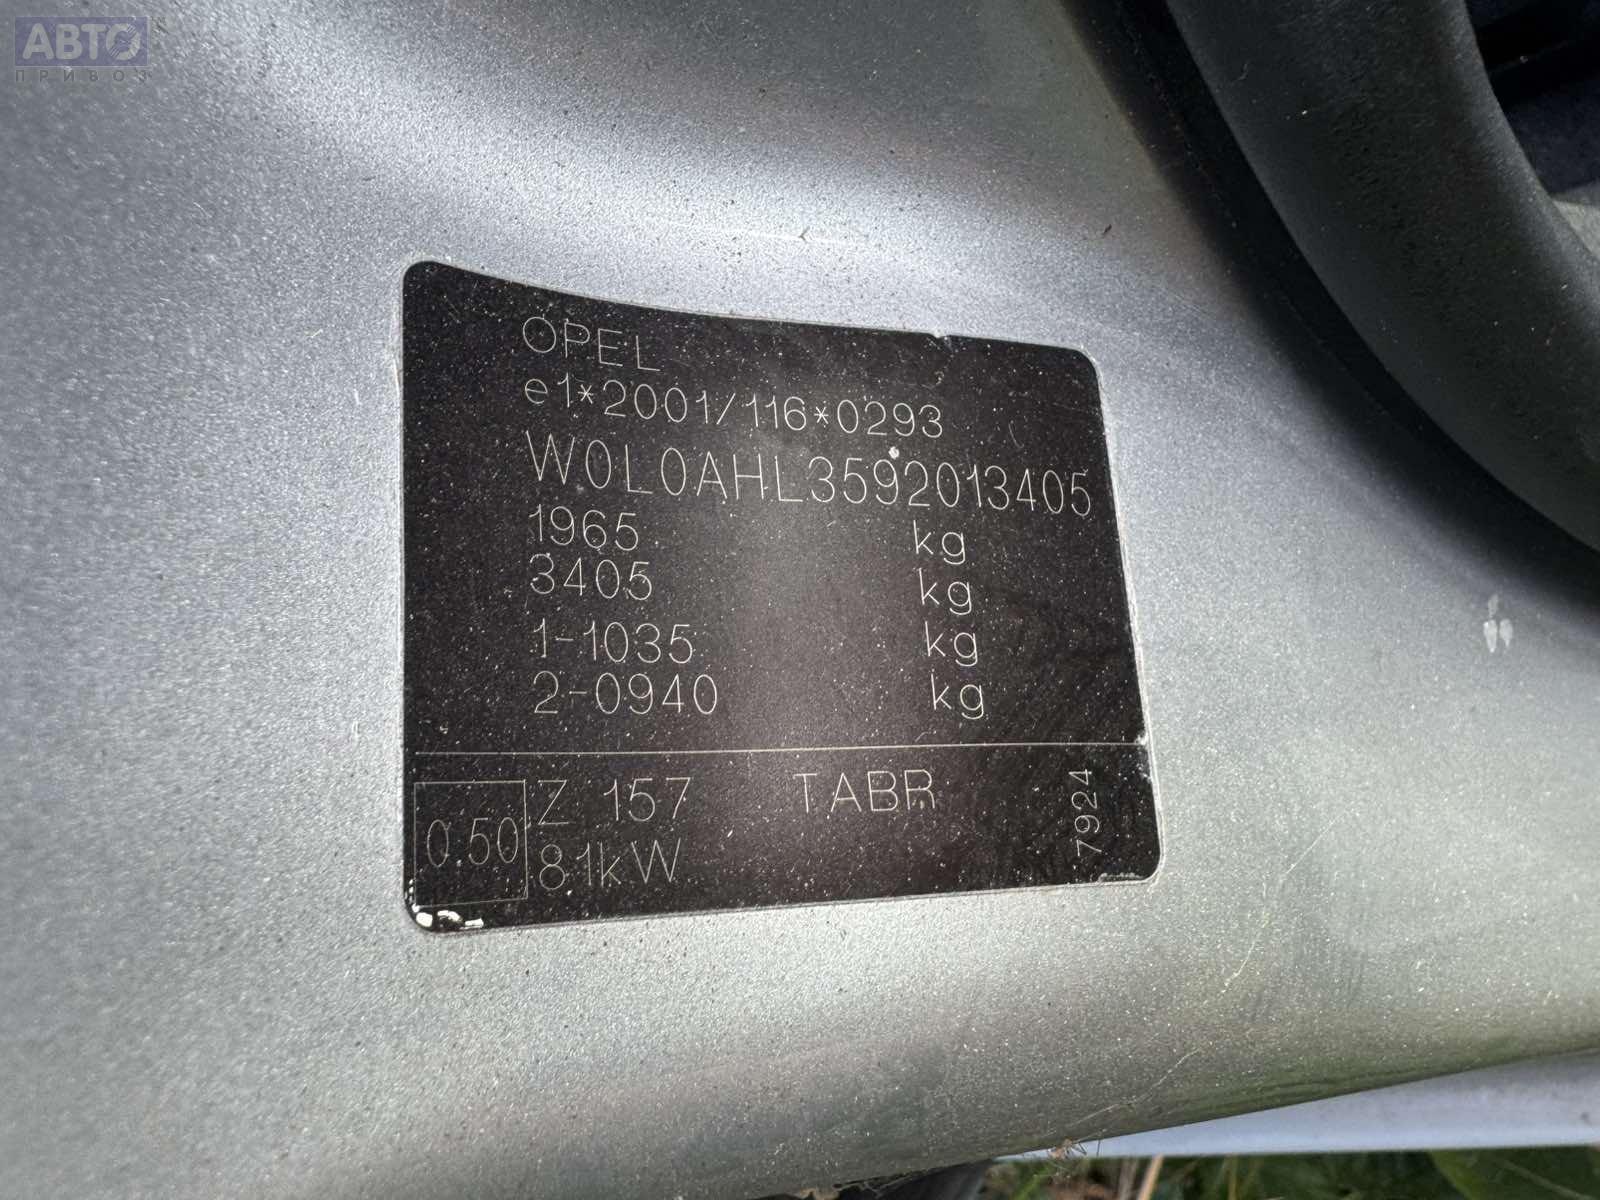 АВТО
ПРИВОЗ
OPEL
e1*2001/116*0293
W0L0AHL3592013405
1965 kg
3405 kg
1-1035 kg
2-0940 kg
0.50
Z 157 TABR
81kW
7924